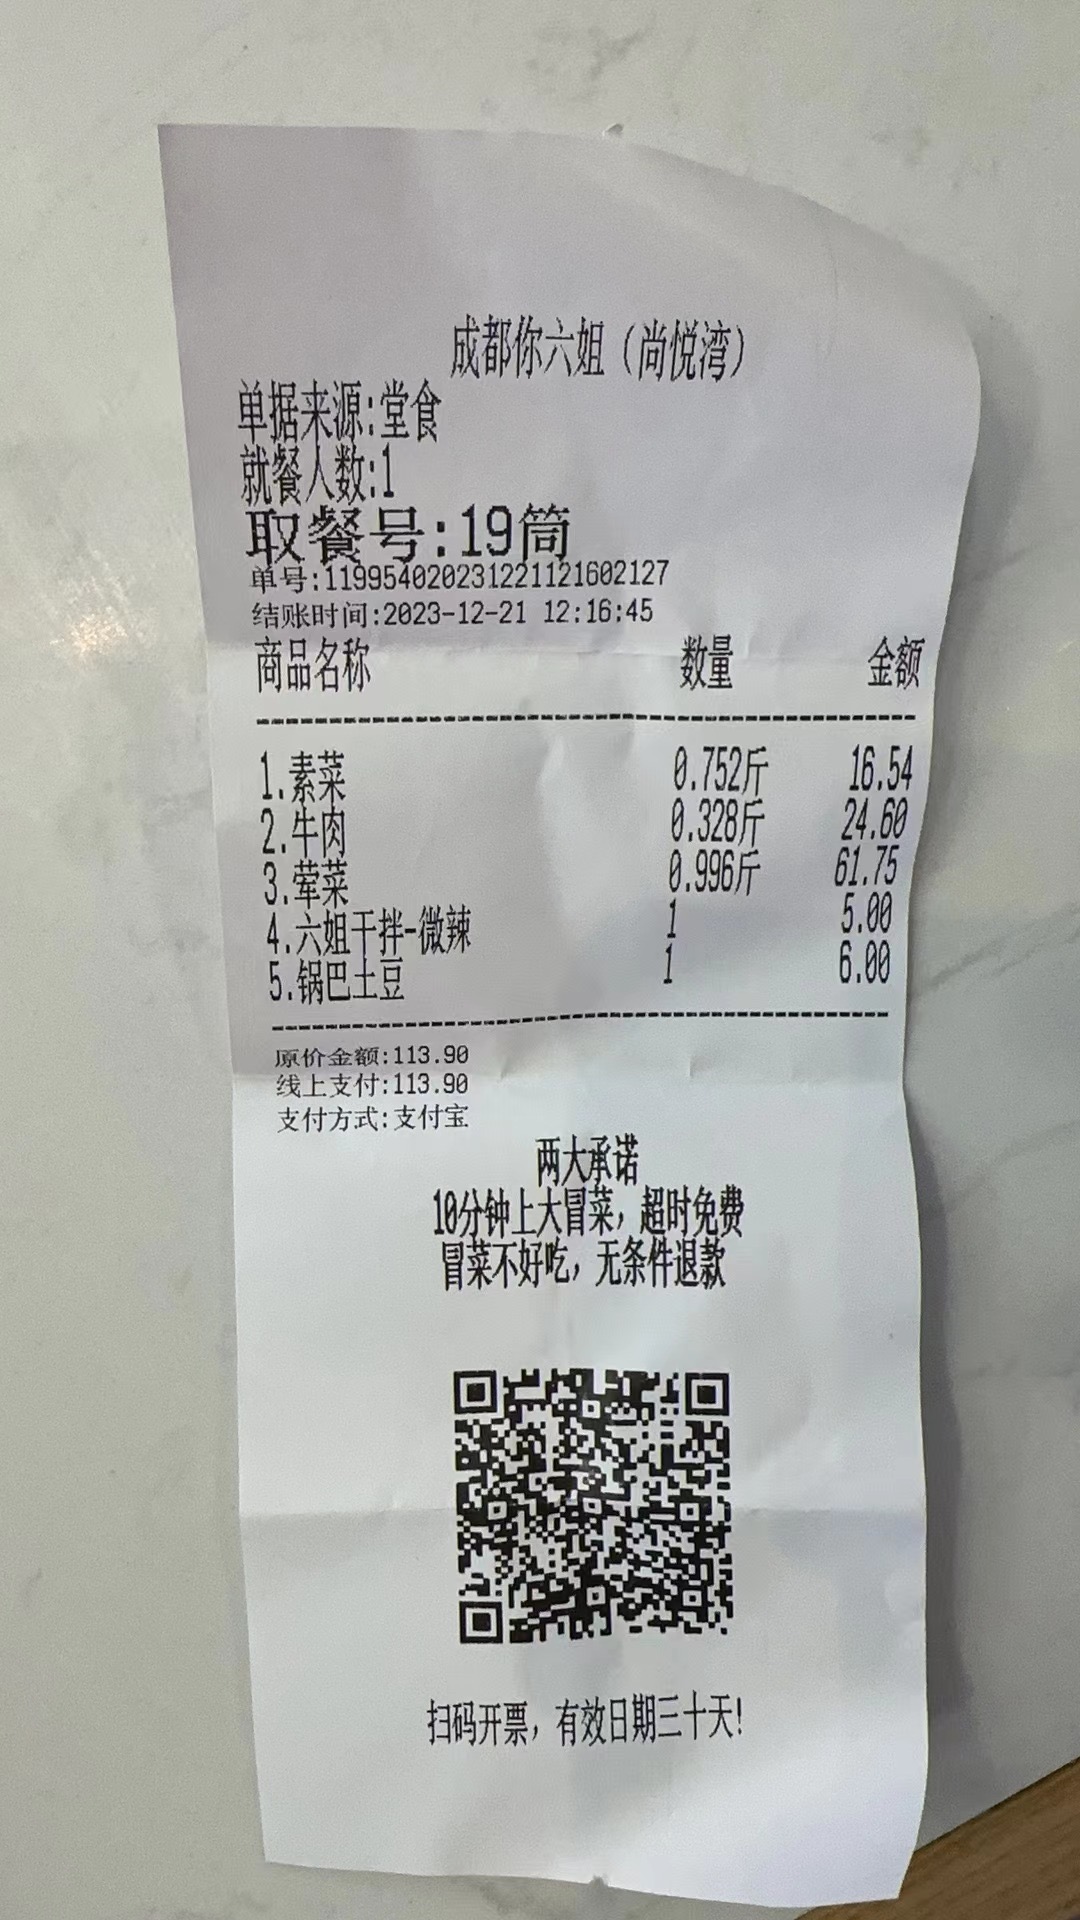 成都你六姐（尚悦湾）
单据来源:堂食
就餐人数:1
取餐号:19筒
单号:119954020231221121602127
结账时间:2023-12-21 12:16:45
商品名称 数量 金额
1.素菜 0.752斤 16.54
2.牛肉 0.328斤 24.60
3.荤菜 0.996斤 61.75
4.六姐干拌-微辣 1 5.00
5.锅巴土豆 1 6.00
原价金额:113.90
线上支付:113.90
支付方式:支付宝
两大承诺
10分钟上大冒菜，超时免费
冒菜不好吃，无条件退款
扫码开票，有效日期三十天!